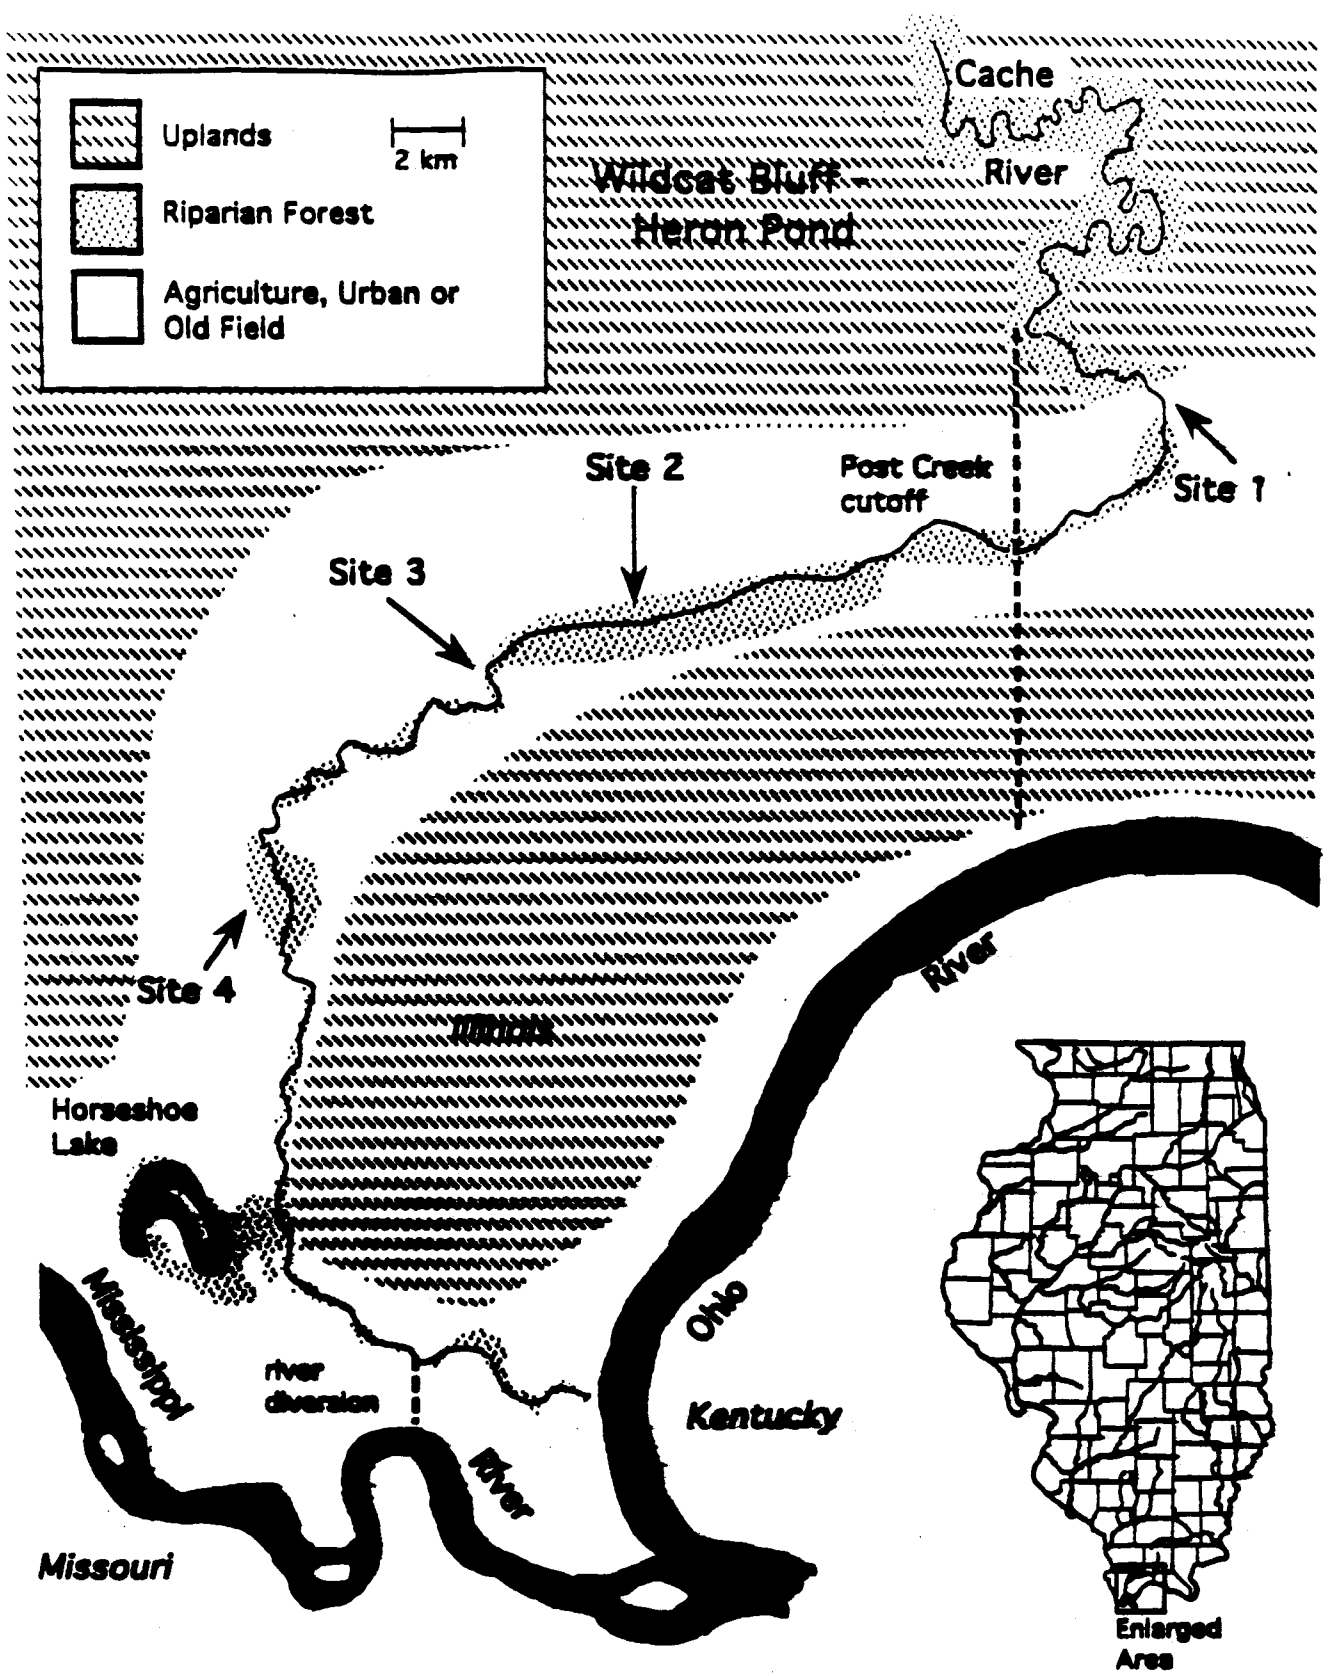 Cache
River
Uplands
2 km
Riparian Forest
Agriculture, Urban or
Old Field
Wildcat Bluff -
Heron Pond
Site 1
Post Creek
cutoff
Site 2
Site 3
Site 4
Illinois
River
Ohio
Horseshoe
Lake
Mississippi
River
river
diversion
Kentucky
Missouri
Enlarged
Area